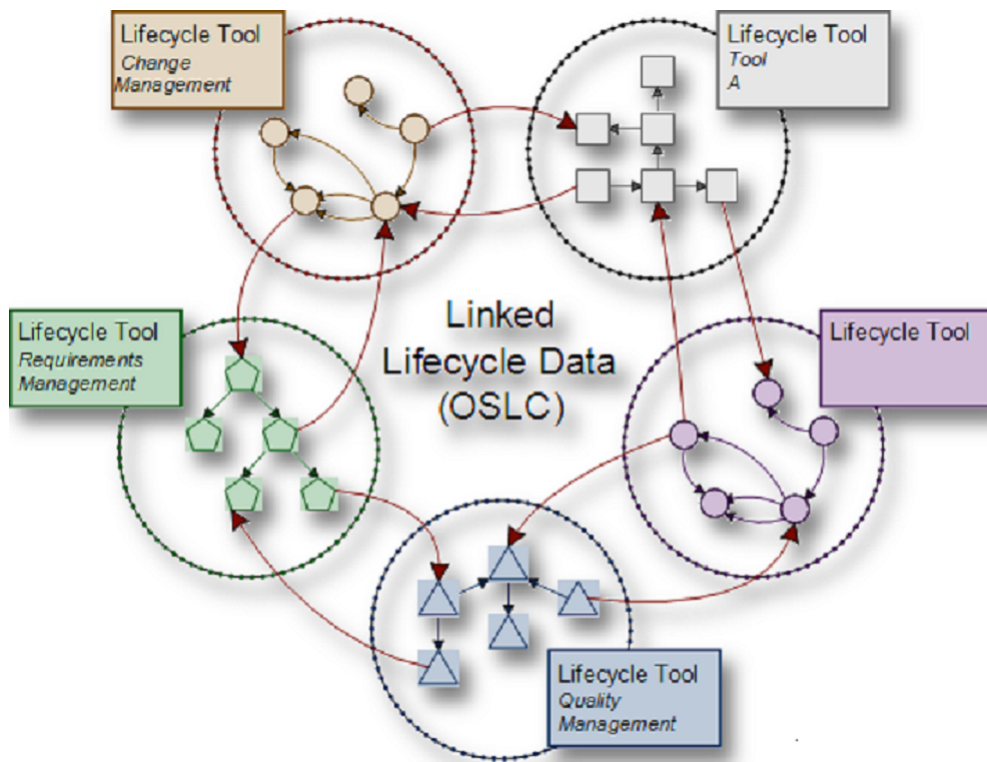 Lifecycle Tool
Change
Management
Lifecycle Tool
Tool
A
Linked
Lifecycle Data
(OSLC)
Lifecycle Tool
Requirements
Management
Lifecycle Tool
Lifecycle Tool
Quality
Management